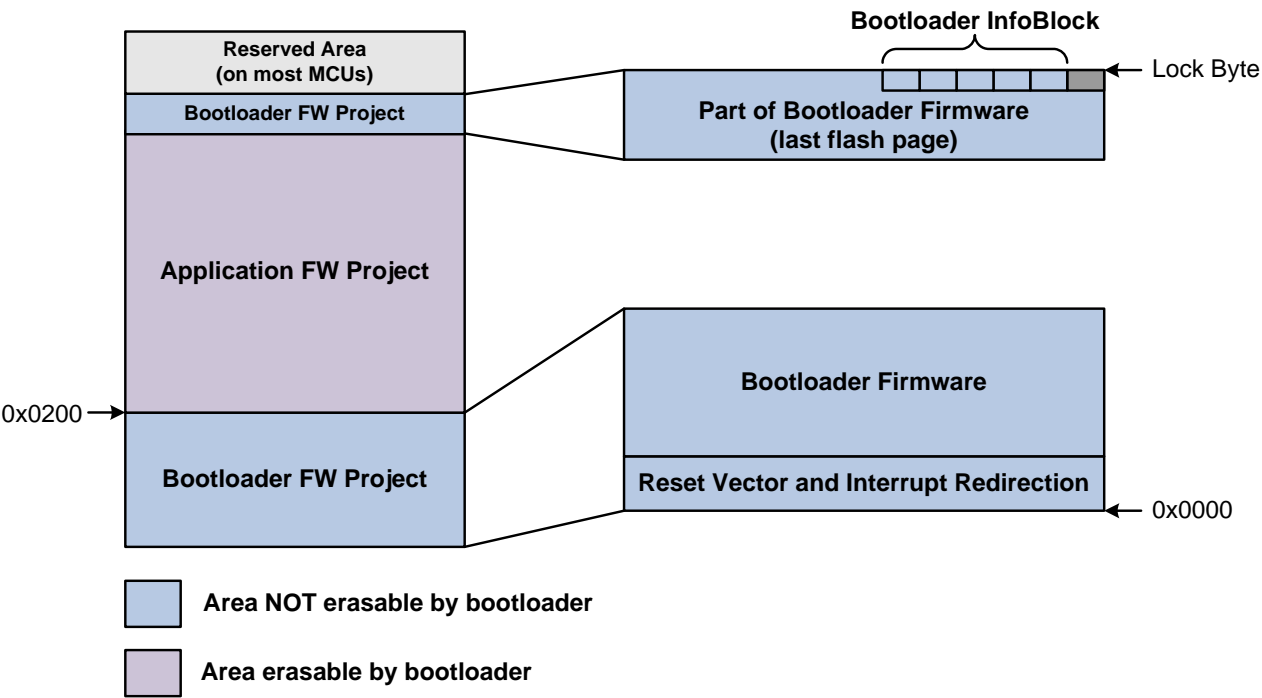 Bootloader InfoBlock
Reserved Area
(on most MCUs)
Lock Byte
Bootloader FW Project
Part of Bootloader Firmware
(last flash page)
Application FW Project
Bootloader Firmware
0x0200
Bootloader FW Project
Reset Vector and Interrupt Redirection
0x0000
Area NOT erasable by bootloader
Area erasable by bootloader